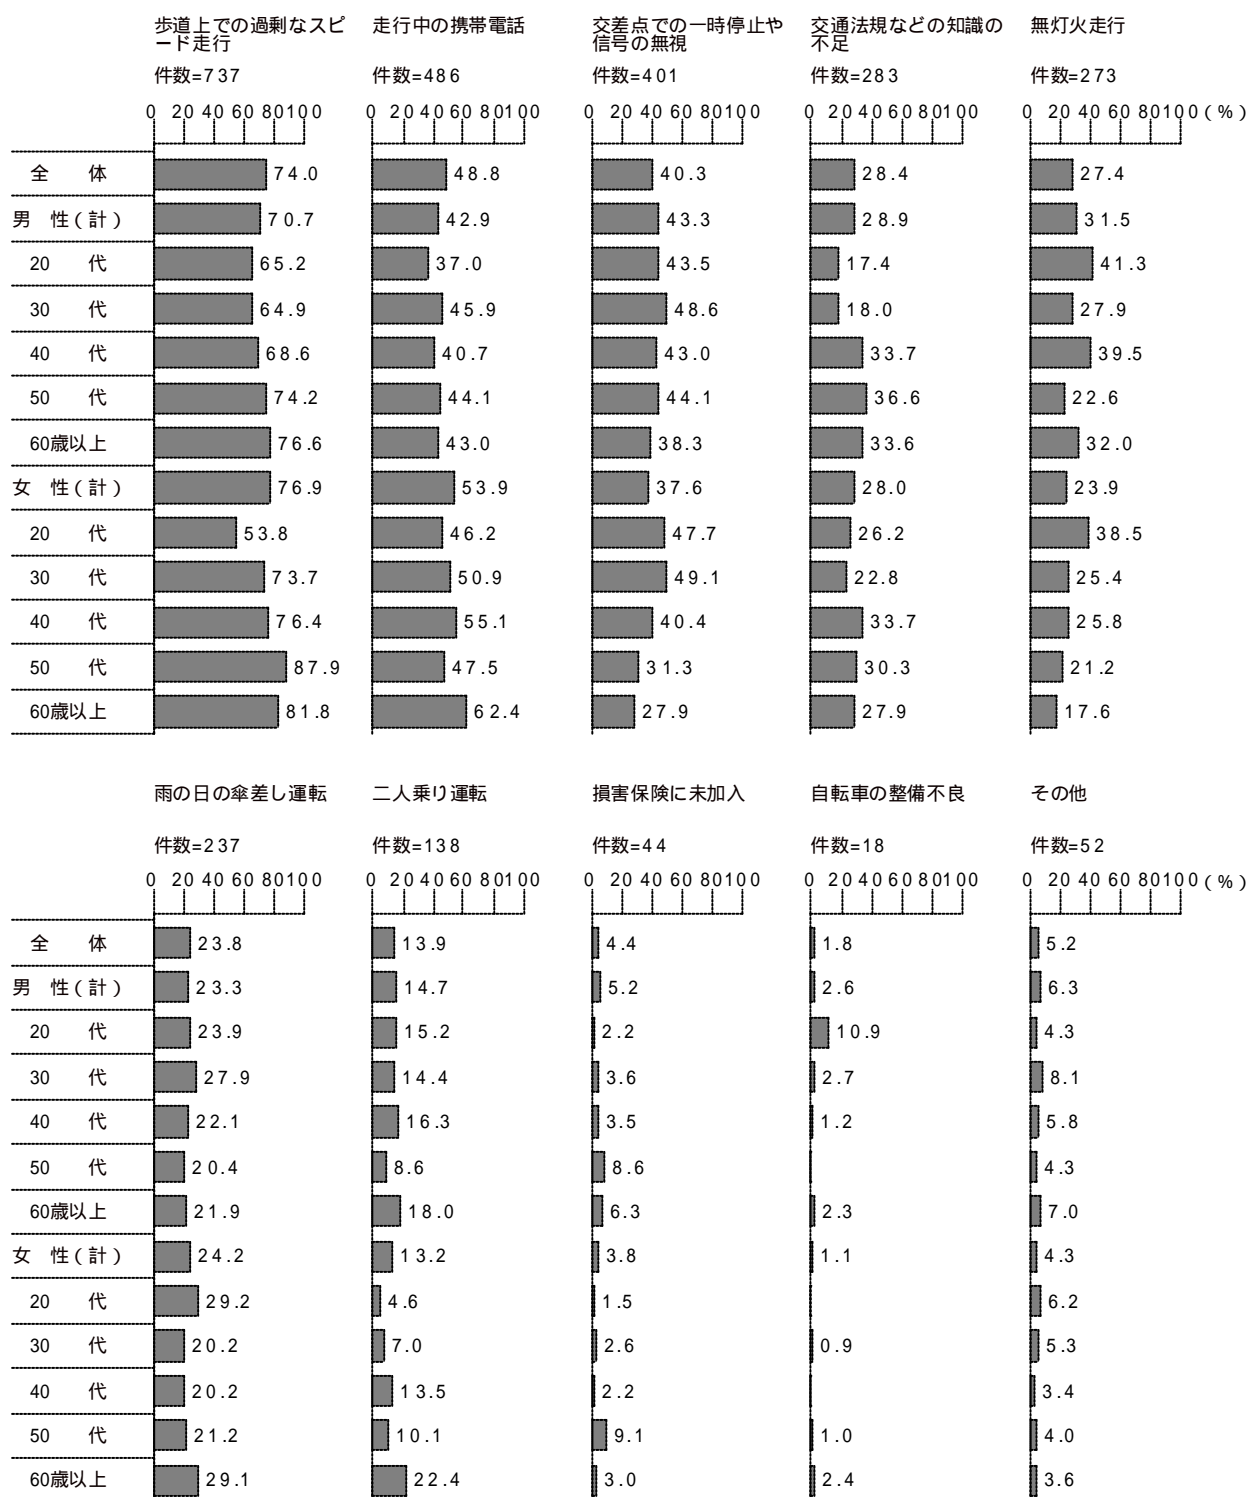 歩道上での過剰なスピ 走行中の携帯電話 交差点での一時停止や 交通法規などの知識の 無灯火走行
ード走行 信号の無視 不足
件数=737 件数=486 件数=401 件数=283 件数=273
0 20 40 60 80100 0 20 40 60 80100 0 20 40 60 80100 0 20 40 60 80100 0 20 40 60 80100(%)
全 体 74.0 48.8 40.3 28.4 27.4
男 性(計) 70.7 42.9 43.3 28.9 31.5
20 代 65.2 37.0 43.5 17.4 41.3
30 代 64.9 45.9 48.6 18.0 27.9
40 代 68.6 40.7 43.0 33.7 39.5
50 代 74.2 44.1 44.1 36.6 22.6
60歳以上 76.6 43.0 38.3 33.6 32.0
女 性(計) 76.9 53.9 37.6 28.0 23.9
20 代 53.8 46.2 47.7 26.2 38.5
30 代 73.7 50.9 49.1 22.8 25.4
40 代 76.4 55.1 40.4 33.7 25.8
50 代 87.9 47.5 31.3 30.3 21.2
60歳以上 81.8 62.4 27.9 27.9 17.6
雨の日の傘差し運転 二人乗り運転 損害保険に未加入 自転車の整備不良 その他
件数=237 件数=138 件数=44 件数=18 件数=52
0 20 40 60 80100 0 20 40 60 80100 0 20 40 60 80100 0 20 40 60 80100 0 20 40 60 80100(%)
全 体 23.8 13.9 4.4 1.8 5.2
男 性(計) 23.3 14.7 5.2 2.6 6.3
20 代 23.9 15.2 2.2 10.9 4.3
30 代 27.9 14.4 3.6 2.7 8.1
40 代 22.1 16.3 3.5 1.2 5.8
50 代 20.4 8.6 8.6 4.3
60歳以上 21.9 18.0 6.3 2.3 7.0
女 性(計) 24.2 13.2 3.8 1.1 4.3
20 代 29.2 4.6 1.5 6.2
30 代 20.2 7.0 2.6 0.9 5.3
40 代 20.2 13.5 2.2 3.4
50 代 21.2 10.1 9.1 1.0 4.0
60歳以上 29.1 22.4 3.0 2.4 3.6